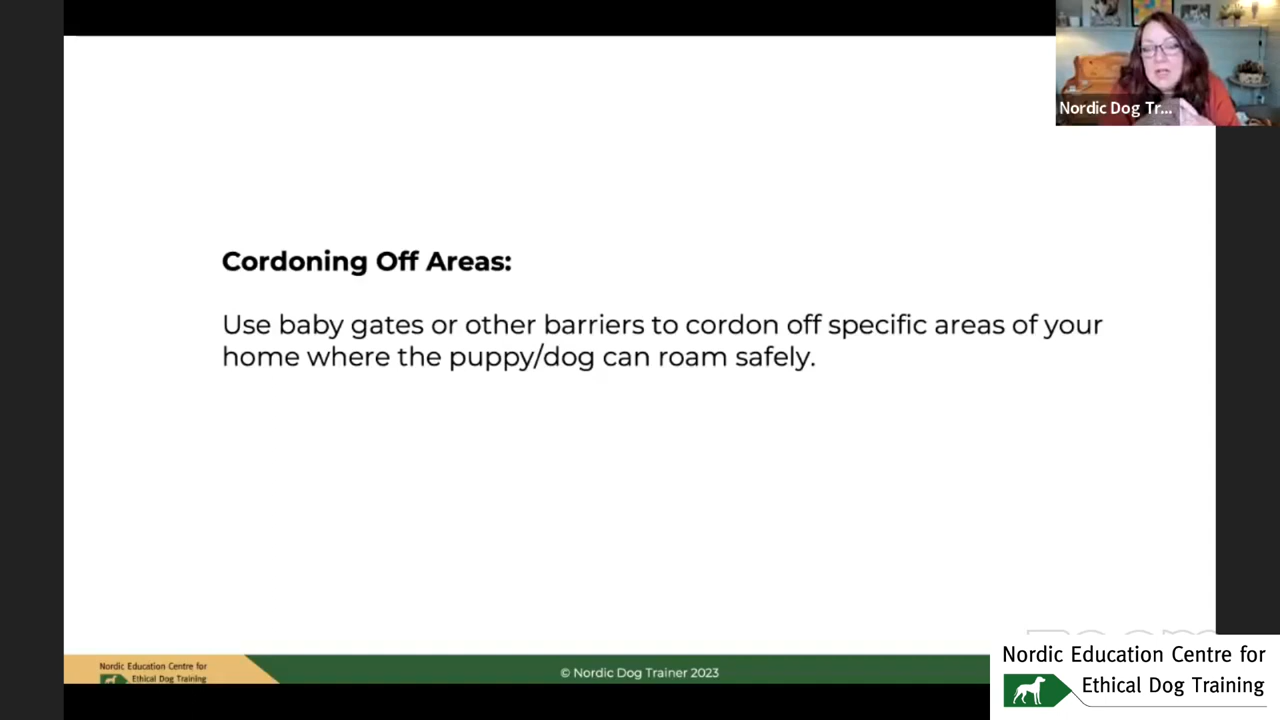 Nordic Dog Tr...
Cordoning Off Areas:
Use baby gates or other barriers to cordon off specific areas of your
home where the puppy/dog can roam safely.
Nordic Education Centre for
Ethical Dog Training
© Nordic Dog Trainer 2023
zoom
Nordic Education Centre for
Ethical Dog Training